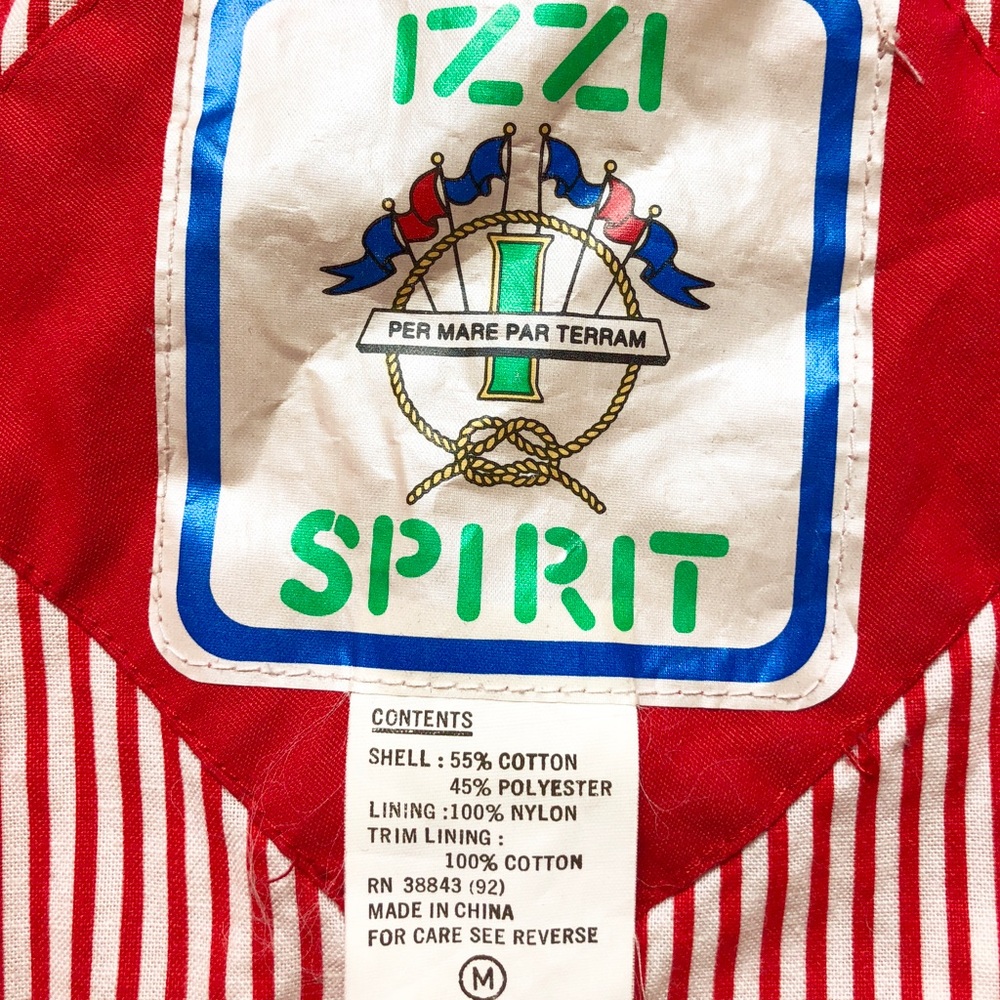 IZZI
I
PER MARE PAR TERRAM
SPIRIT
CONTENTS
SHELL : 55% COTTON
45% POLYESTER
LINING :100% NYLON
TRIM LINING :
100% COTTON
RN 38843 (92)
MADE IN CHINA
FOR CARE SEE REVERSE
M